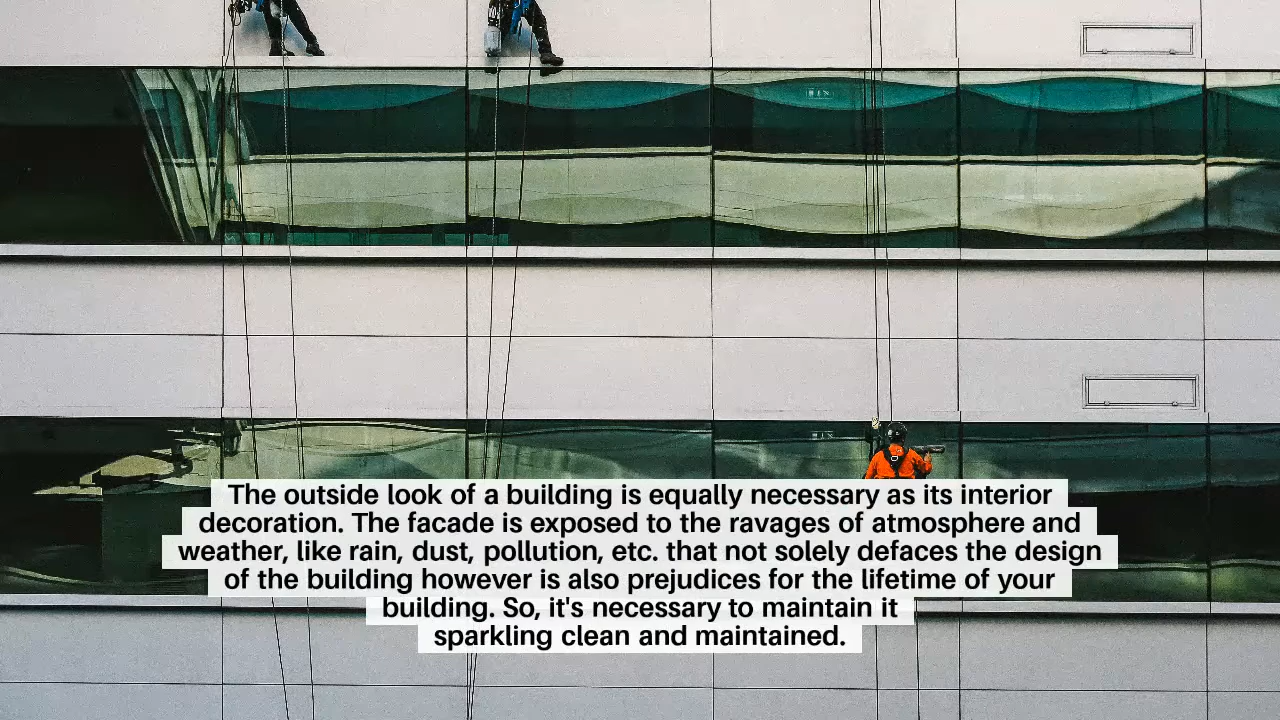 The outside look of a building is equally necessary as its interior
decoration. The facade is exposed to the ravages of atmosphere and
weather, like rain, dust, pollution, etc. that not solely defaces the design
of the building however is also prejudices for the lifetime of your
building. So, it's necessary to maintain it
sparkling clean and maintained.